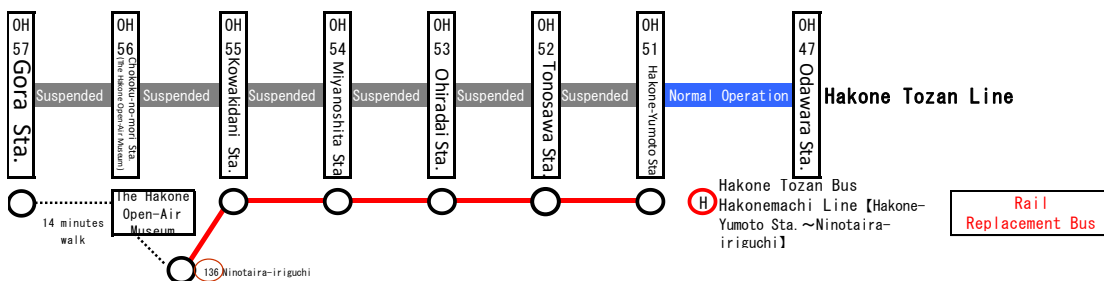 OH
57
Gora Sta.
OH
56
Chokoku-no-mori Sta.
(The Hakone Open-Air Museum)
OH
55
Kowakidani Sta.
OH
54
Miyanoshita Sta
OH
53
Ohiradai Sta.
OH
52
Tonosawa Sta.
OH
51
Hakone-Yumoto Sta
OH
47
Odawara Sta.
Suspended
Suspended
Suspended
Suspended
Suspended
Suspended
Normal Operation
Hakone Tozan Line
14 minutes
walk
The Hakone
Open-Air
Museum
136 Ninotaira-iriguchi
H
Hakone Tozan Bus
Hakonemachi Line【Hakone-
Yumoto Sta.～Ninotaira-
iriguchi】
Rail
Replacement Bus